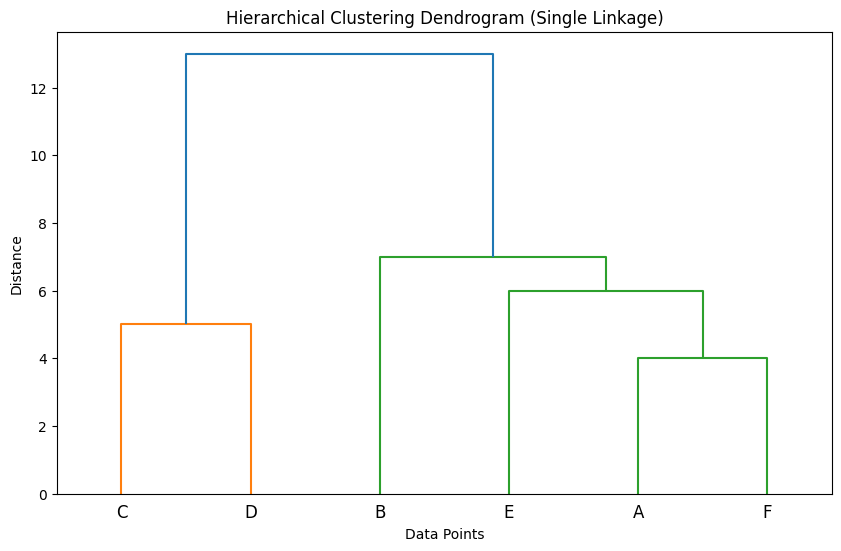 Hierarchical Clustering Dendrogram (Single Linkage)
12
10
8
6
4
2
0
Distance
C D B E A F
Data Points